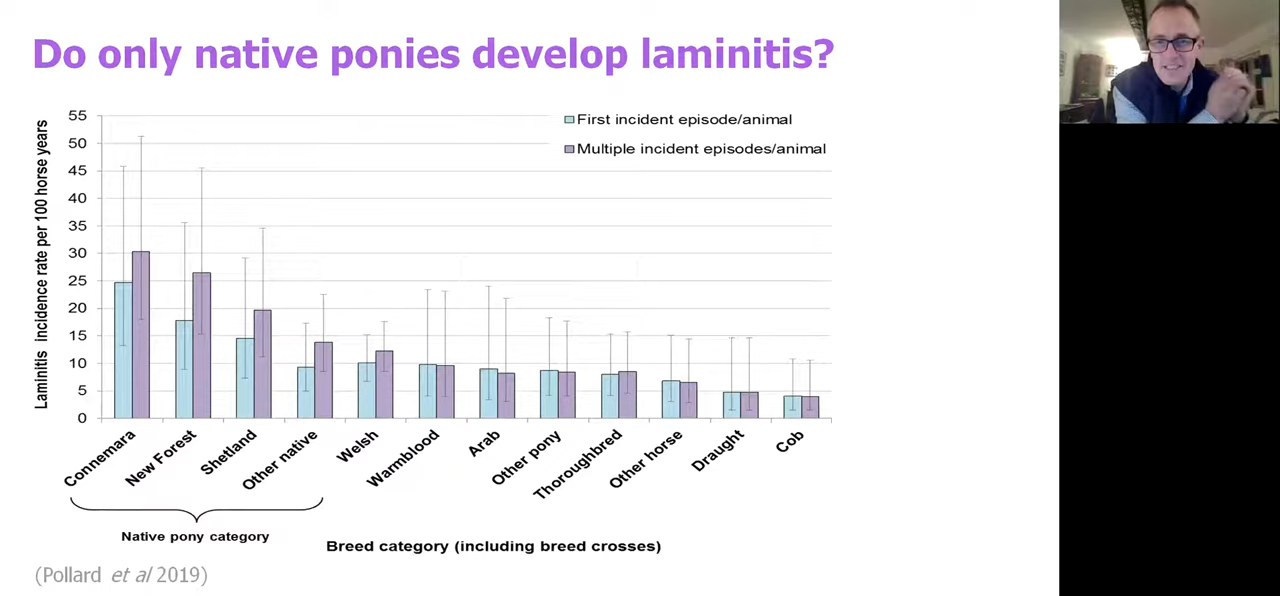 Do only native ponies develop laminitis?
Laminitis incidence rate per 100 horse years
55
50
45
40
35
30
25
20
15
10
5
0
First incident episode/animal
Multiple incident episodes/animal
Connemara
New Forest
Shetland
Other native
Welsh
Warmblood
Arab
Other pony
Thoroughbred
Other horse
Draught
Cob
Native pony category
Breed category (including breed crosses)
(Pollard et al 2019)